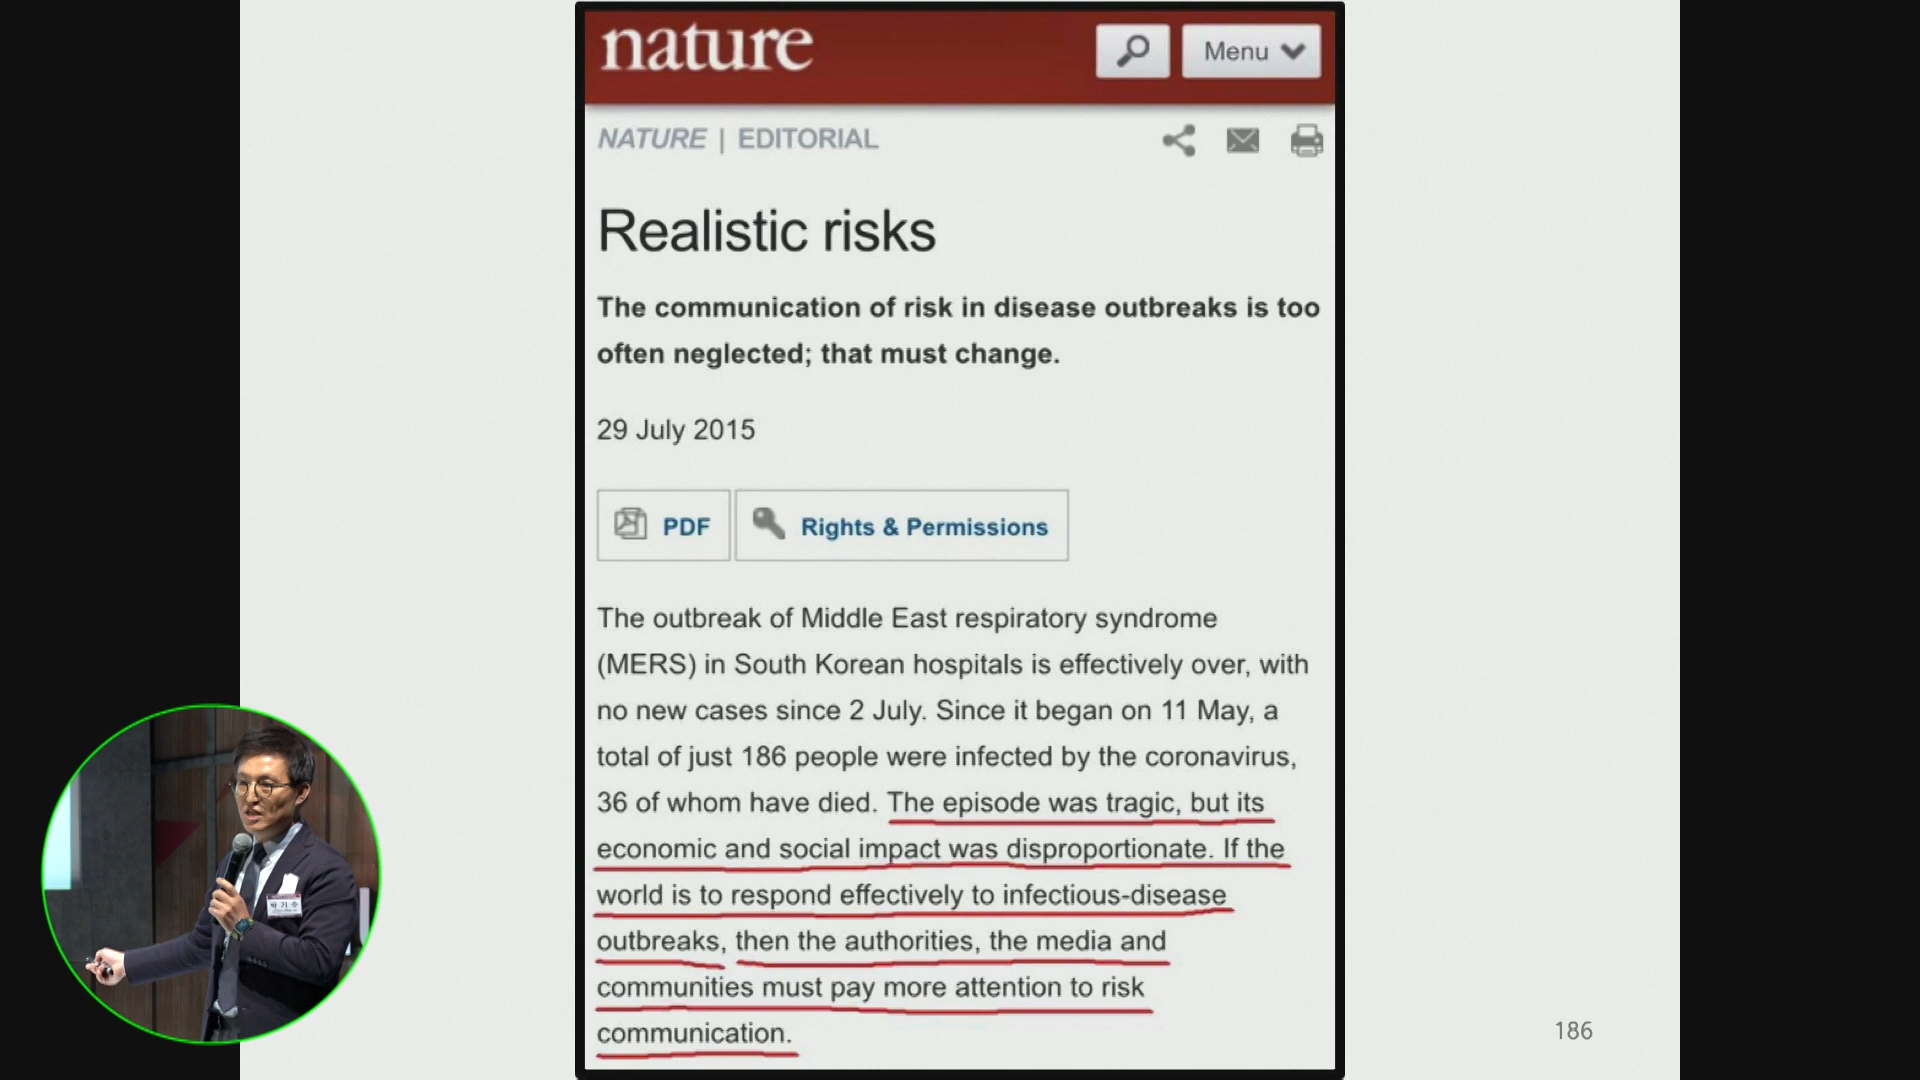 nature
Menu
NATURE | EDITORIAL
Realistic risks
The communication of risk in disease outbreaks is too
often neglected; that must change.
29 July 2015
PDF
Rights & Permissions
The outbreak of Middle East respiratory syndrome
(MERS) in South Korean hospitals is effectively over, with
no new cases since 2 July. Since it began on 11 May, a
total of just 186 people were infected by the coronavirus,
36 of whom have died. The episode was tragic, but its
economic and social impact was disproportionate. If the
world is to respond effectively to infectious-disease
outbreaks, then the authorities, the media and
communities must pay more attention to risk
communication.
박기수
186